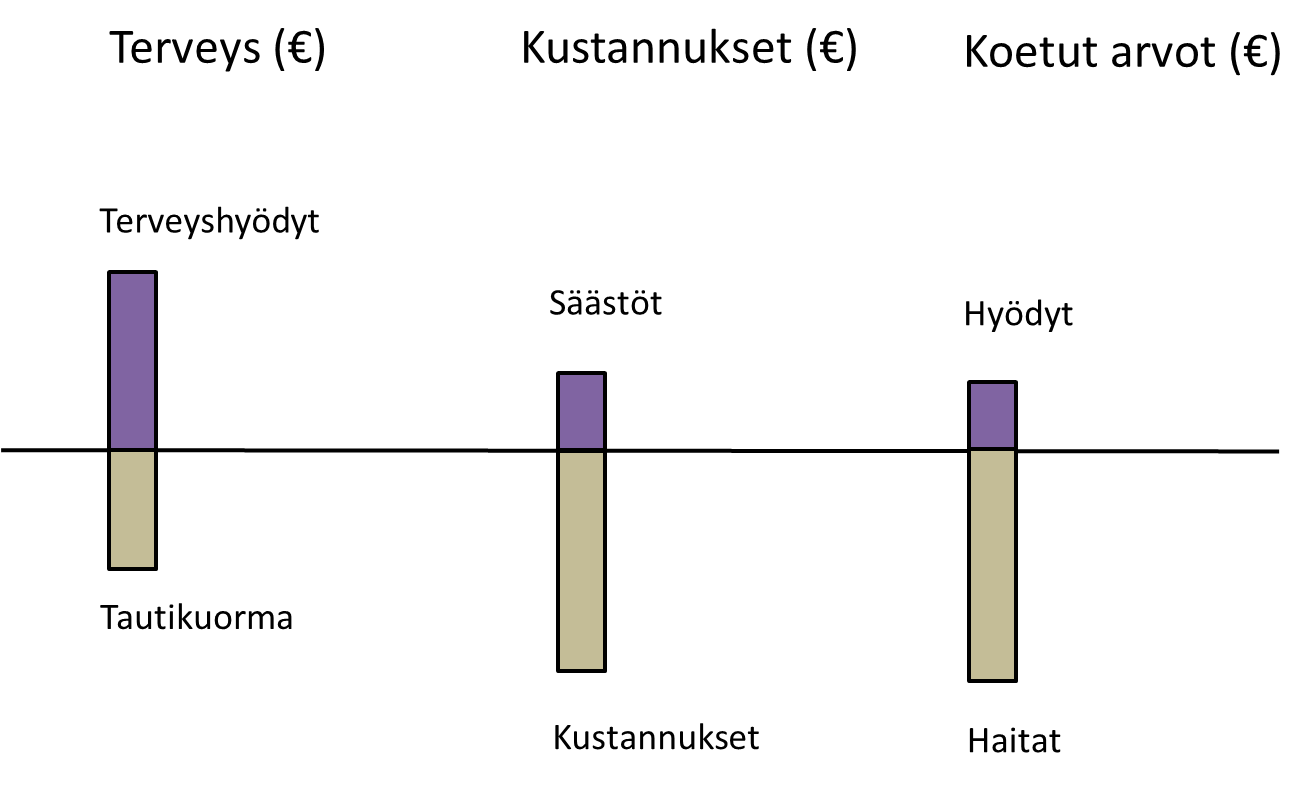 Terveys (€)
Kustannukset (€)
Koetut arvot (€)
Terveyshyödyt
Säästöt
Hyödyt
Tautikuorma
Kustannukset
Haitat